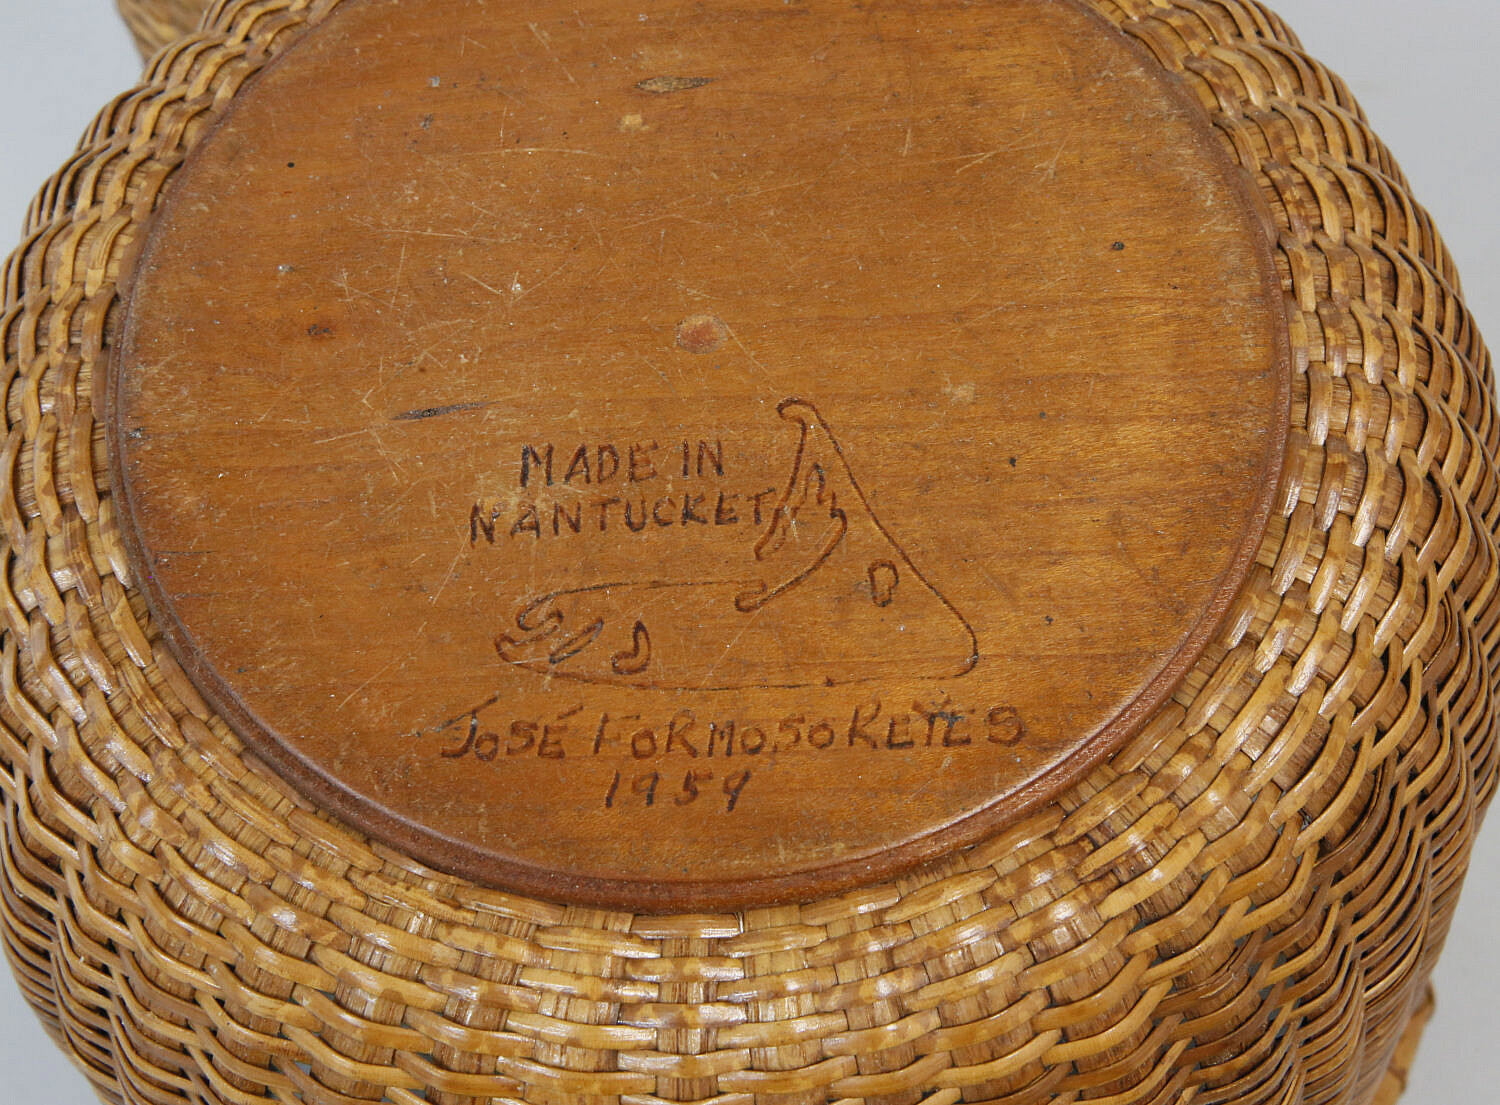 MADE IN
NANTUCKET
JOSÉ FORMOSO REYES
1959